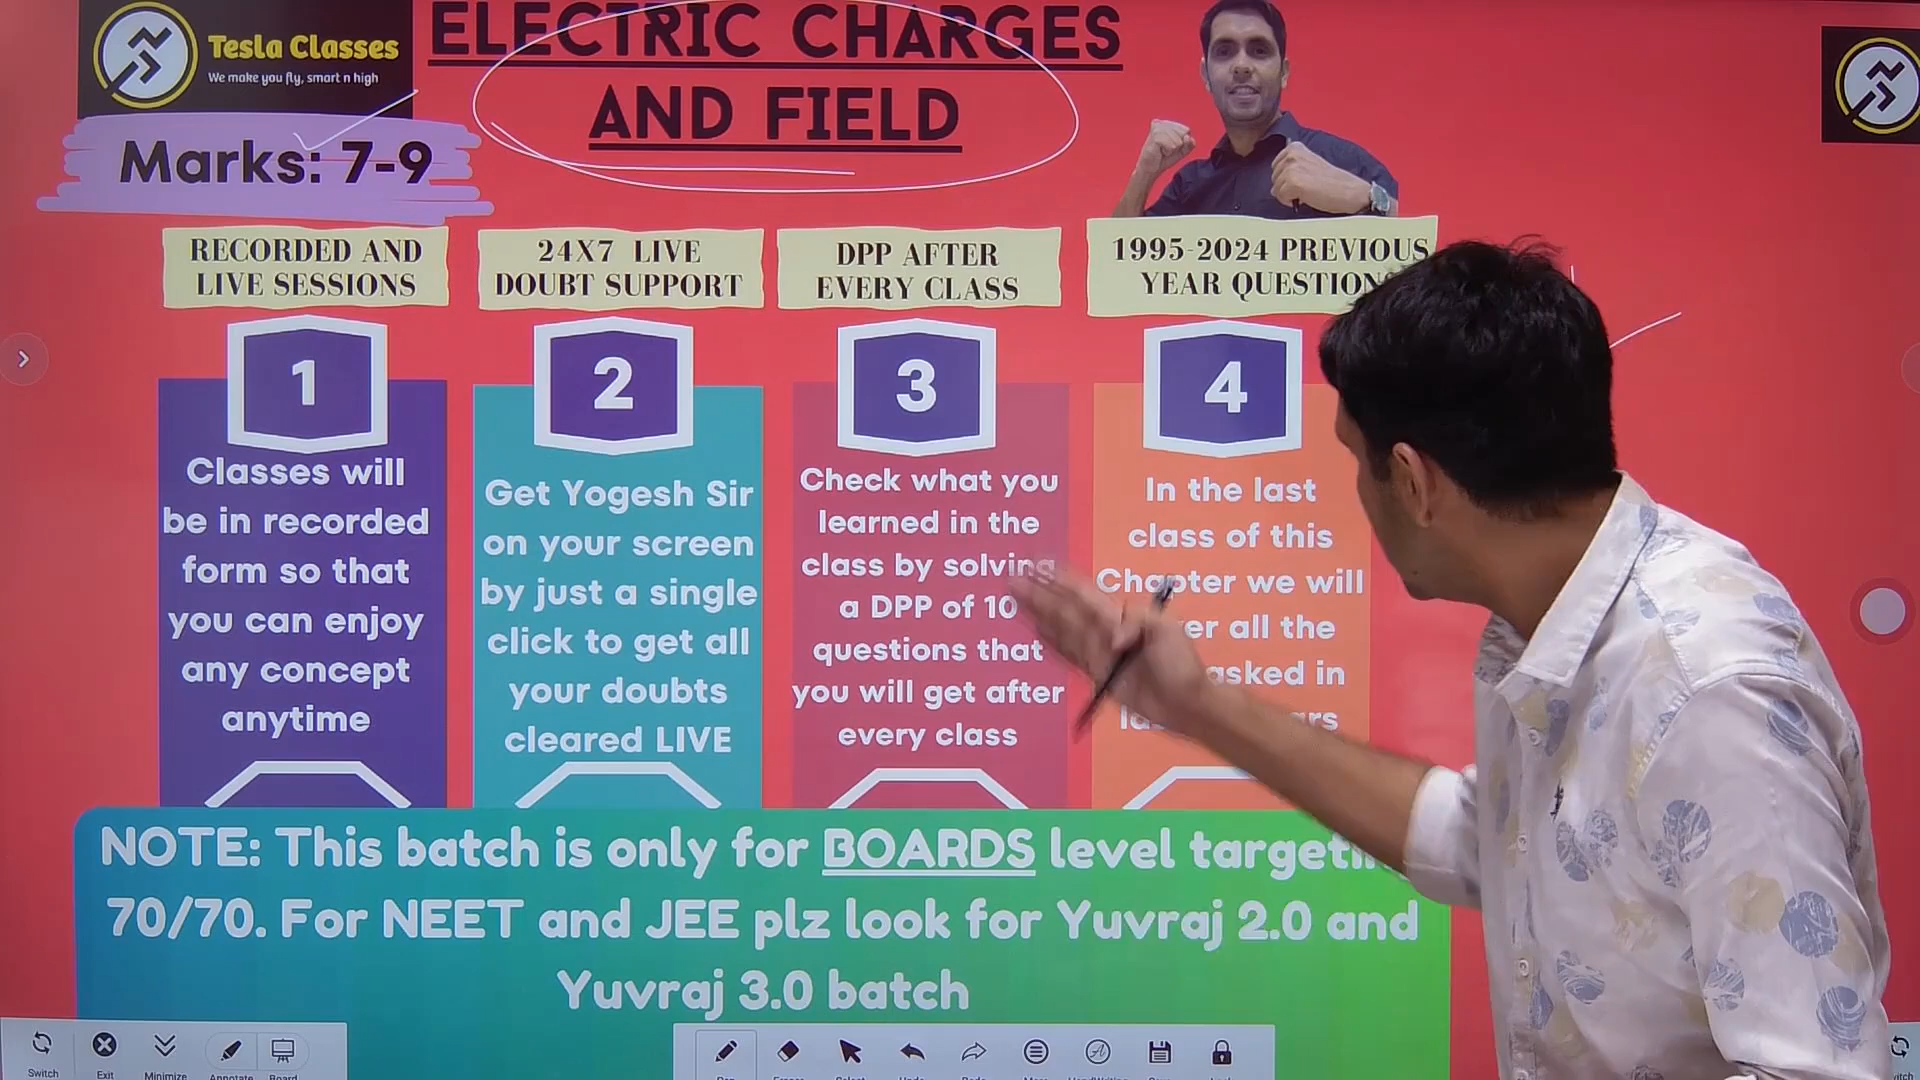 Tesla Classes
We make you fly, smart n high
ELECTRIC CHARGES
AND FIELD
Marks: 7-9
RECORDED AND
LIVE SESSIONS
24X7 LIVE
DOUBT SUPPORT
DPP AFTER
EVERY CLASS
1995-2024 PREVIOUS
YEAR QUESTION
1
Classes will
be in recorded
form so that
you can enjoy
any concept
anytime
2
Get Yogesh Sir
on your screen
by just a single
click to get all
your doubts
cleared LIVE
3
Check what you
learned in the
class by solving
a DPP of 10
questions that
you will get after
every class
4
In the last
class of this
Chapter we will
all the
asked in
NOTE: This batch is only for BOARDS level
70/70. For NEET and JEE plz look for Yuvraj 2.0 and
Yuvraj 3.0 batch
Switch
Exit
Minimize
Annotate
Board